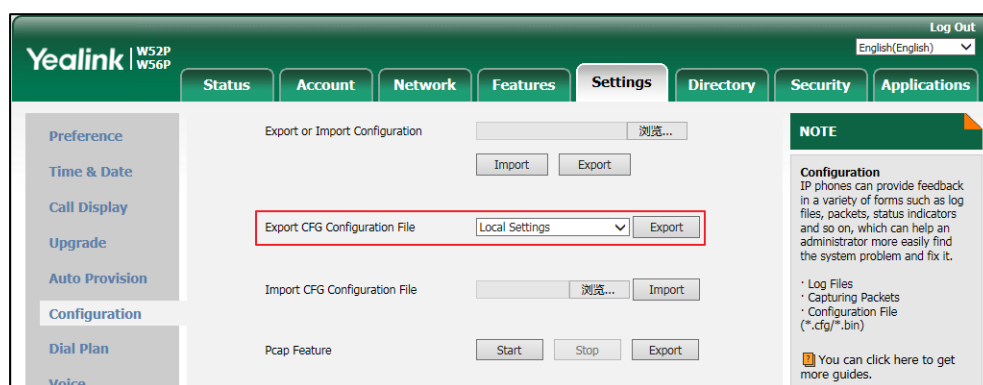 Log Out
Yealink W52P
W56P
English(English)
Status Account Network Features Settings Directory Security Applications
Preference
Time & Date
Call Display
Upgrade
Auto Provision
Configuration
Dial Plan
Voice
Export or Import Configuration 浏览...
Import Export
Export CFG Configuration File Local Settings Export
Import CFG Configuration File 浏览... Import
Pcap Feature Start Stop Export
NOTE
Configuration
IP phones can provide feedback
in a variety of forms such as log
files, packets, status indicators
and so on, which can help an
administrator more easily find
the system problem and fix it.
· Log Files
· Capturing Packets
· Configuration File
(*.cfg/*.bin)
You can click here to get
more guides.